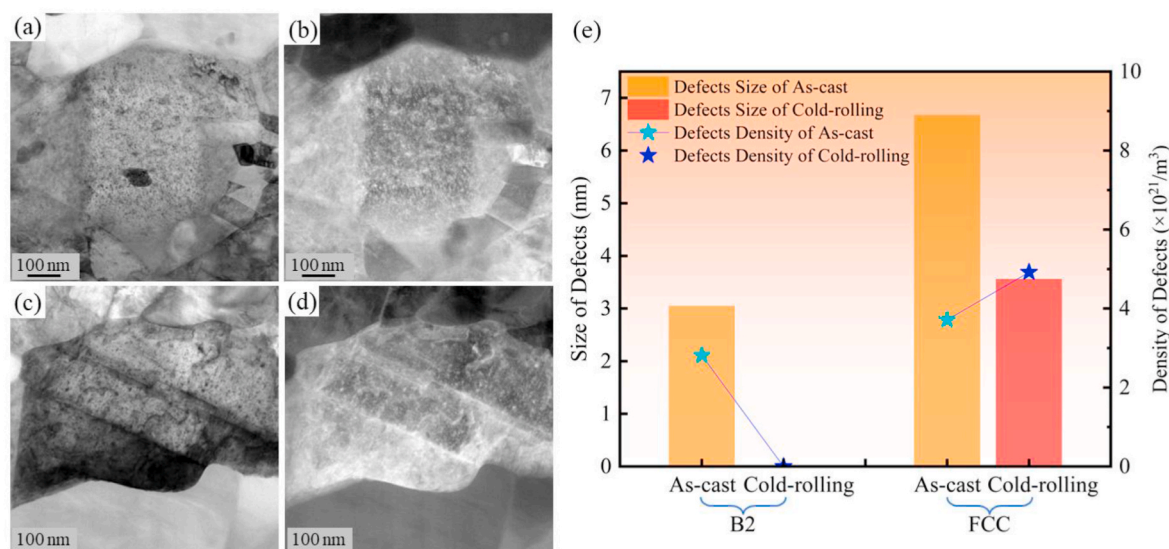 (a)
100 nm
(b)
100 nm
(c)
100 nm
(d)
100 nm
(e)
Defects Size of As-cast
Defects Size of Cold-rolling
Defects Density of As-cast
Defects Density of Cold-rolling
Size of Defects (nm)
7
6
5
4
3
2
1
0
Density of Defects (×10²¹/m³)
10
8
6
4
2
0
As-cast Cold-rolling
As-cast Cold-rolling
B2
FCC